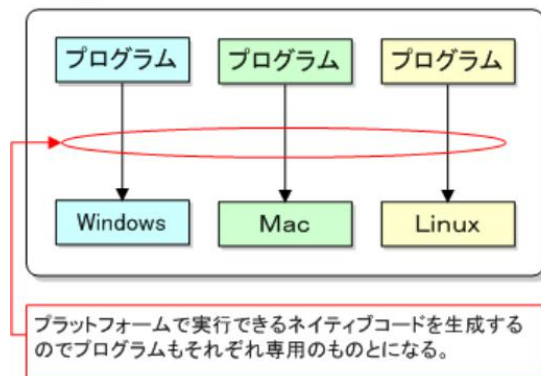 プログラム プログラム プログラム
Windows Mac Linux
プラットフォームで実行できるネイティブコードを生成する
のでプログラムもそれぞれ専用のものとになる。